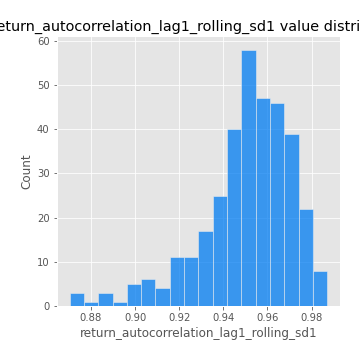 eturn_autocorrelation_lag1_rolling_sd1 value distri
60
50
40
30
20
10
0
Count
0.88 0.90 0.92 0.94 0.96 0.98
return_autocorrelation_lag1_rolling_sd1